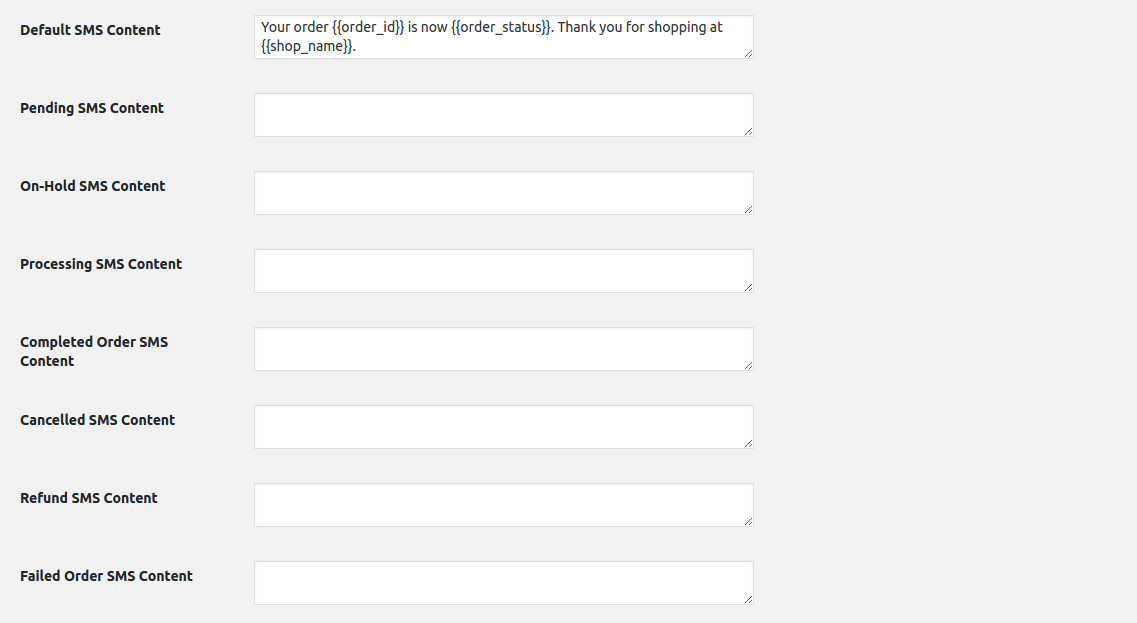 Default SMS Content
Your order {{order_id}} is now {{order_status}}. Thank you for shopping at
{{shop_name}}.
Pending SMS Content
On-Hold SMS Content
Processing SMS Content
Completed Order SMS
Content
Cancelled SMS Content
Refund SMS Content
Failed Order SMS Content